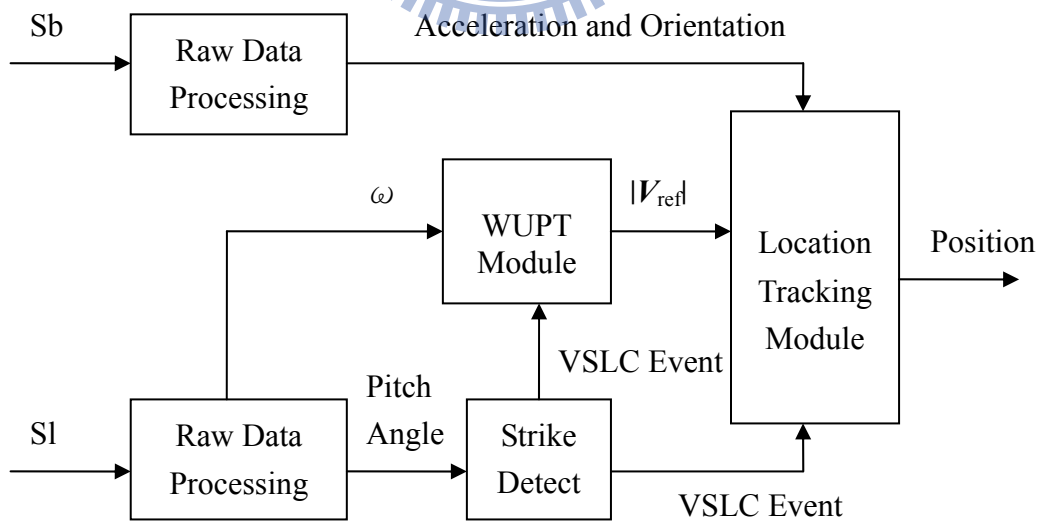 Sb
Raw Data
Processing
Acceleration and Orientation
ω
WUPT
Module
|Vref|
Location
Tracking
Module
Position
VSLC Event
Sl
Raw Data
Processing
Pitch
Angle
Strike
Detect
VSLC Event